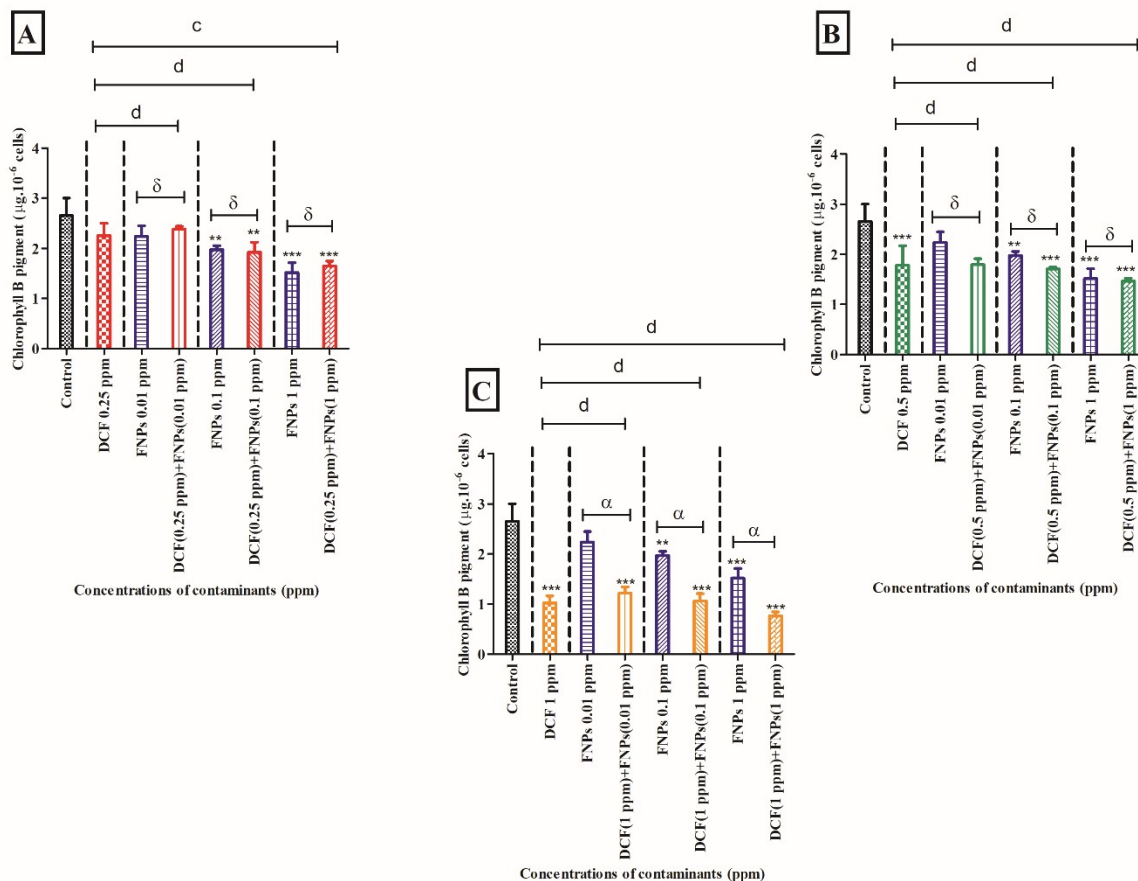 A
c
d
d
Chlorophyll B pigment (µg.10⁻⁶ cells)
4
3
2
1
0
δ
δ
δ
**
**
***
***
Control
DCF 0.25 ppm
FNPs 0.01 ppm
DCF(0.25 ppm)+FNPs(0.01 ppm)
FNPs 0.1 ppm
DCF(0.25 ppm)+FNPs(0.1 ppm)
FNPs 1 ppm
DCF(0.25 ppm)+FNPs(1 ppm)
Concentrations of contaminants (ppm)
B
d
d
d
Chlorophyll B pigment (µg.10⁻⁶ cells)
4
3
2
1
0
δ
δ
δ
***
**
***
***
***
Control
DCF 0.5 ppm
FNPs 0.01 ppm
DCF(0.5 ppm)+FNPs(0.01 ppm)
FNPs 0.1 ppm
DCF(0.5 ppm)+FNPs(0.1 ppm)
FNPs 1 ppm
DCF(0.5 ppm)+FNPs(1 ppm)
Concentrations of contaminants (ppm)
C
d
d
d
Chlorophyll B pigment (µg.10⁻⁶ cells)
4
3
2
1
0
α
α
α
***
***
**
***
***
***
Control
DCF 1 ppm
FNPs 0.01 ppm
DCF(1 ppm)+FNPs(0.01 ppm)
FNPs 0.1 ppm
DCF(1 ppm)+FNPs(0.1 ppm)
FNPs 1 ppm
DCF(1 ppm)+FNPs(1 ppm)
Concentrations of contaminants (ppm)